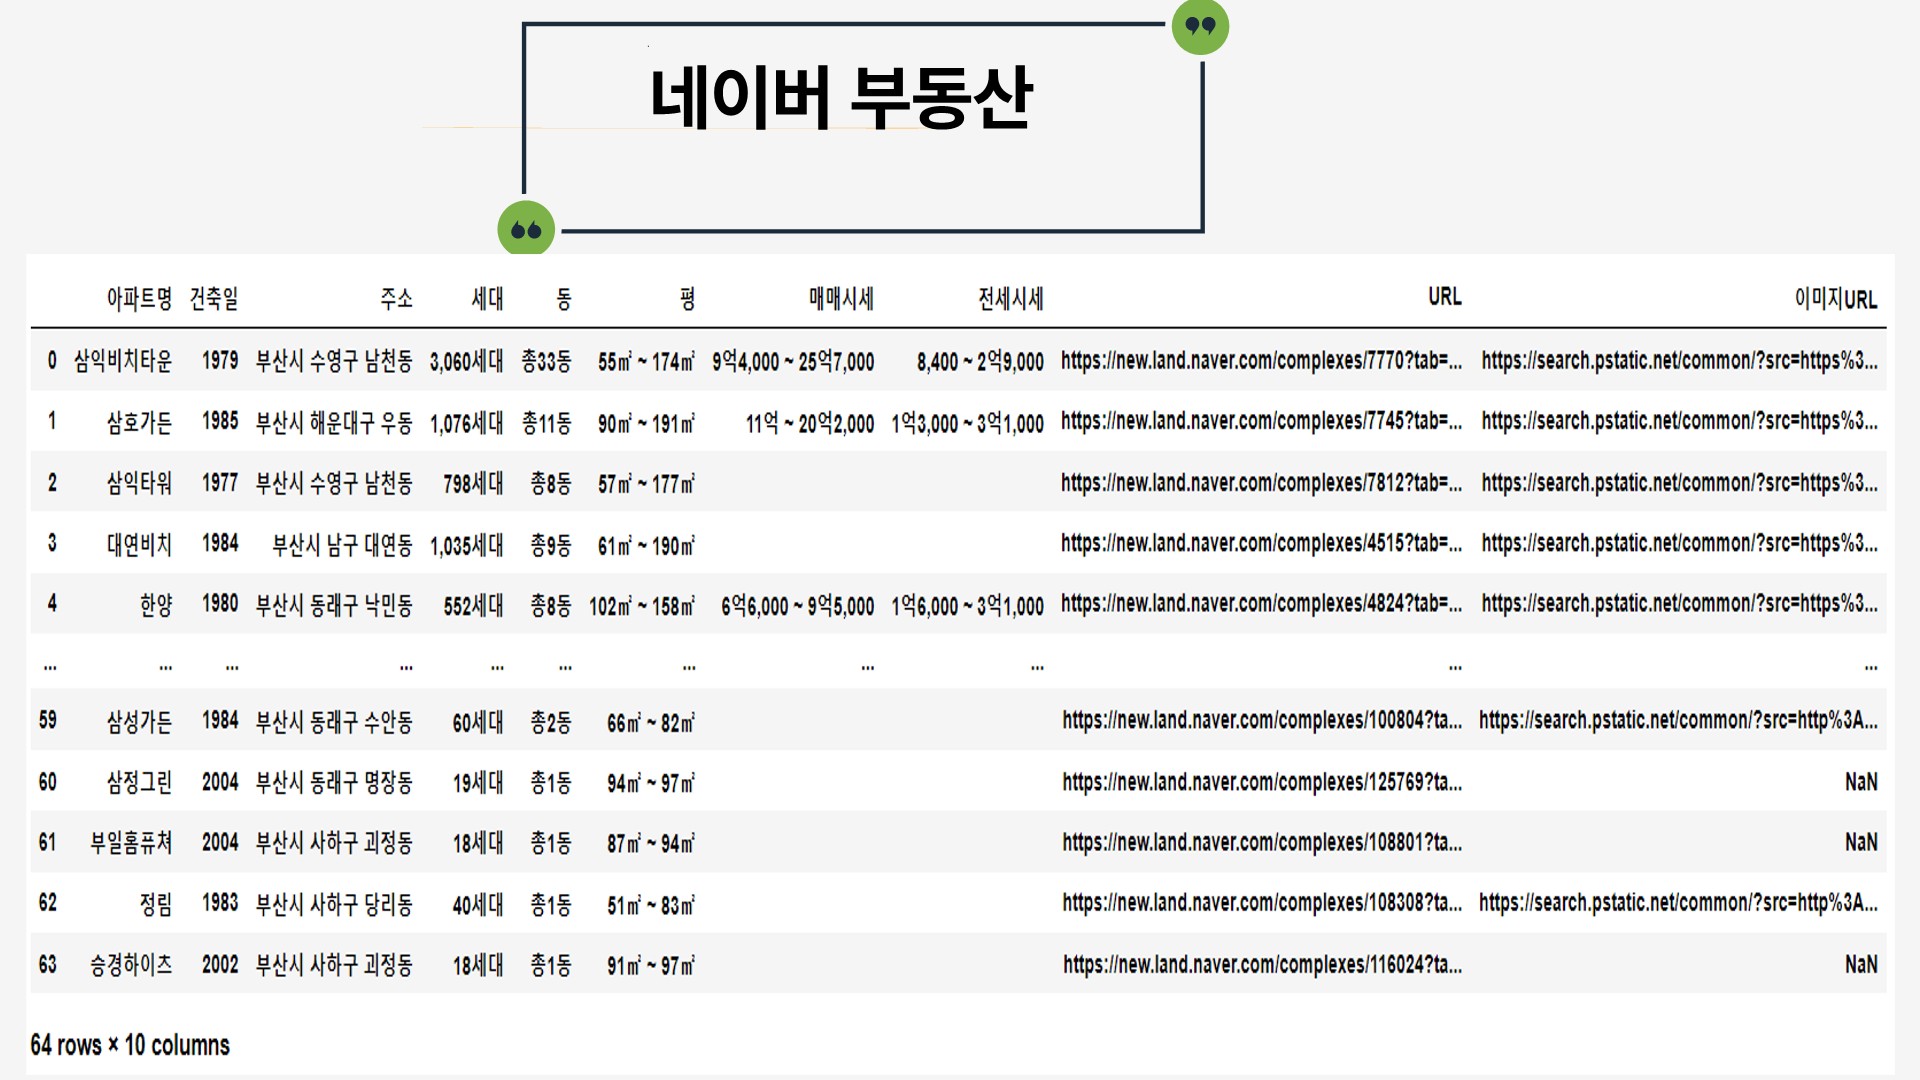 네이버 부동산
아파트명 건축일 주소 세대 동 평 매매시세 전세시세 URL 이미지URL
0 삼익비치타운 1979 부산시 수영구 남천동 3,060세대 총33동 55㎡ ~ 174㎡ 9억4,000 ~ 25억7,000 8,400 ~ 2억9,000 https://new.land.naver.com/complexes/7770?tab=... https://search.pstatic.net/common/?src=https%3...
1 삼호가든 1985 부산시 해운대구 우동 1,076세대 총11동 90㎡ ~ 191㎡ 11억 ~ 20억2,000 1억3,000 ~ 3억1,000 https://new.land.naver.com/complexes/7745?tab=... https://search.pstatic.net/common/?src=https%3...
2 삼익타워 1977 부산시 수영구 남천동 798세대 총8동 57㎡ ~ 177㎡ https://new.land.naver.com/complexes/7812?tab=... https://search.pstatic.net/common/?src=https%3...
3 대연비치 1984 부산시 남구 대연동 1,035세대 총9동 61㎡ ~ 190㎡ https://new.land.naver.com/complexes/4515?tab=... https://search.pstatic.net/common/?src=https%3...
4 한양 1980 부산시 동래구 낙민동 552세대 총8동 102㎡ ~ 158㎡ 6억6,000 ~ 9억5,000 1억6,000 ~ 3억1,000 https://new.land.naver.com/complexes/4824?tab=... https://search.pstatic.net/common/?src=https%3...
... ... ... ... ... ... ... ... ... ... ...
59 삼성가든 1984 부산시 동래구 수안동 60세대 총2동 66㎡ ~ 82㎡ https://new.land.naver.com/complexes/100804?ta... https://search.pstatic.net/common/?src=http%3A...
60 삼정그린 2004 부산시 동래구 명장동 19세대 총1동 94㎡ ~ 97㎡ https://new.land.naver.com/complexes/125769?ta... NaN
61 부일홈퓨쳐 2004 부산시 사하구 괴정동 18세대 총1동 87㎡ ~ 94㎡ https://new.land.naver.com/complexes/108801?ta... NaN
62 정림 1983 부산시 사하구 당리동 40세대 총1동 51㎡ ~ 83㎡ https://new.land.naver.com/complexes/108308?ta... https://search.pstatic.net/common/?src=http%3A...
63 승경하이츠 2002 부산시 사하구 괴정동 18세대 총1동 91㎡ ~ 97㎡ https://new.land.naver.com/complexes/116024?ta... NaN
64 rows × 10 columns